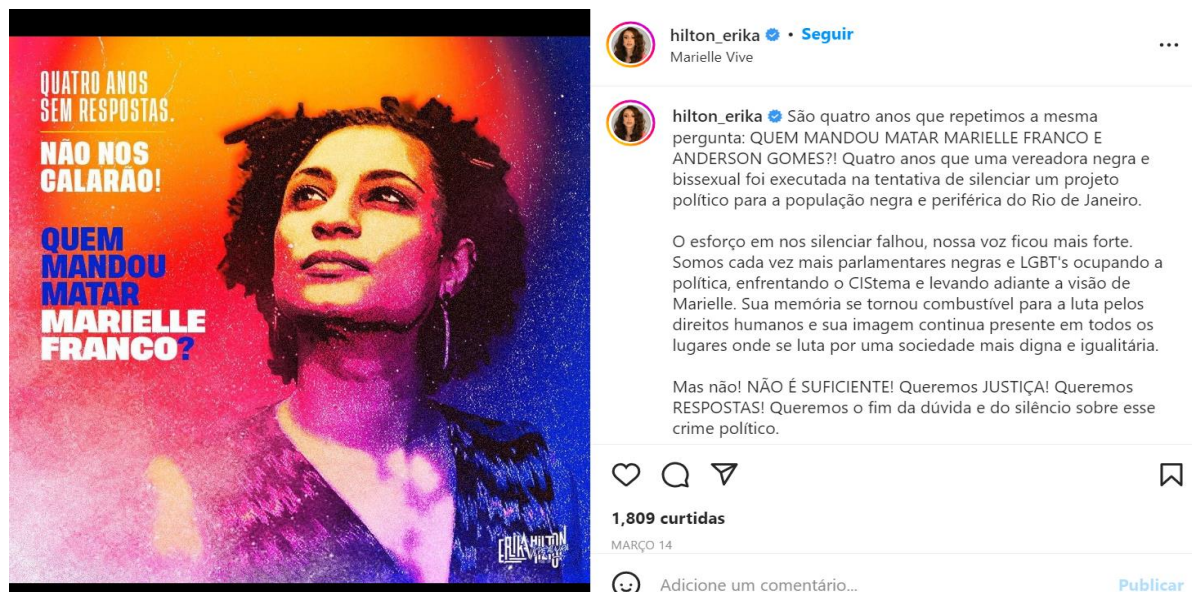 QUATRO ANOS
SEM RESPOSTAS.
NÃO NOS
CALARÃO!
QUEM
MANDOU
MATAR
MARIELLE
FRANCO?
ERIKA HILTON
hilton_erika • Seguir
Marielle Vive
hilton_erika São quatro anos que repetimos a mesma
pergunta: QUEM MANDOU MATAR MARIELLE FRANCO E
ANDERSON GOMES?! Quatro anos que uma vereadora negra e
bissexual foi executada na tentativa de silenciar um projeto
político para a população negra e periférica do Rio de Janeiro.
O esforço em nos silenciar falhou, nossa voz ficou mais forte.
Somos cada vez mais parlamentares negras e LGBT's ocupando a
política, enfrentando o CIStema e levando adiante a visão de
Marielle. Sua memória se tornou combustível para a luta pelos
direitos humanos e sua imagem continua presente em todos os
lugares onde se luta por uma sociedade mais digna e igualitária.
Mas não! NÃO É SUFICIENTE! Queremos JUSTIÇA! Queremos
RESPOSTAS! Queremos o fim da dúvida e do silêncio sobre esse
crime político.
1,809 curtidas
MARÇO 14
Adicione um comentário...
Publicar